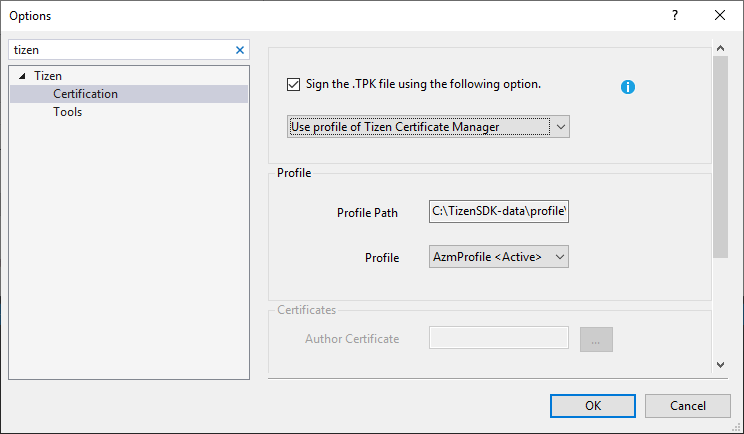 Options
tizen
Tizen
Certification
Tools
Sign the .TPK file using the following option.
Use profile of Tizen Certificate Manager
Profile
Profile Path
C:\TizenSDK-data\profile\
Profile
AzmProfile <Active>
Certificates
Author Certificate
...
OK
Cancel